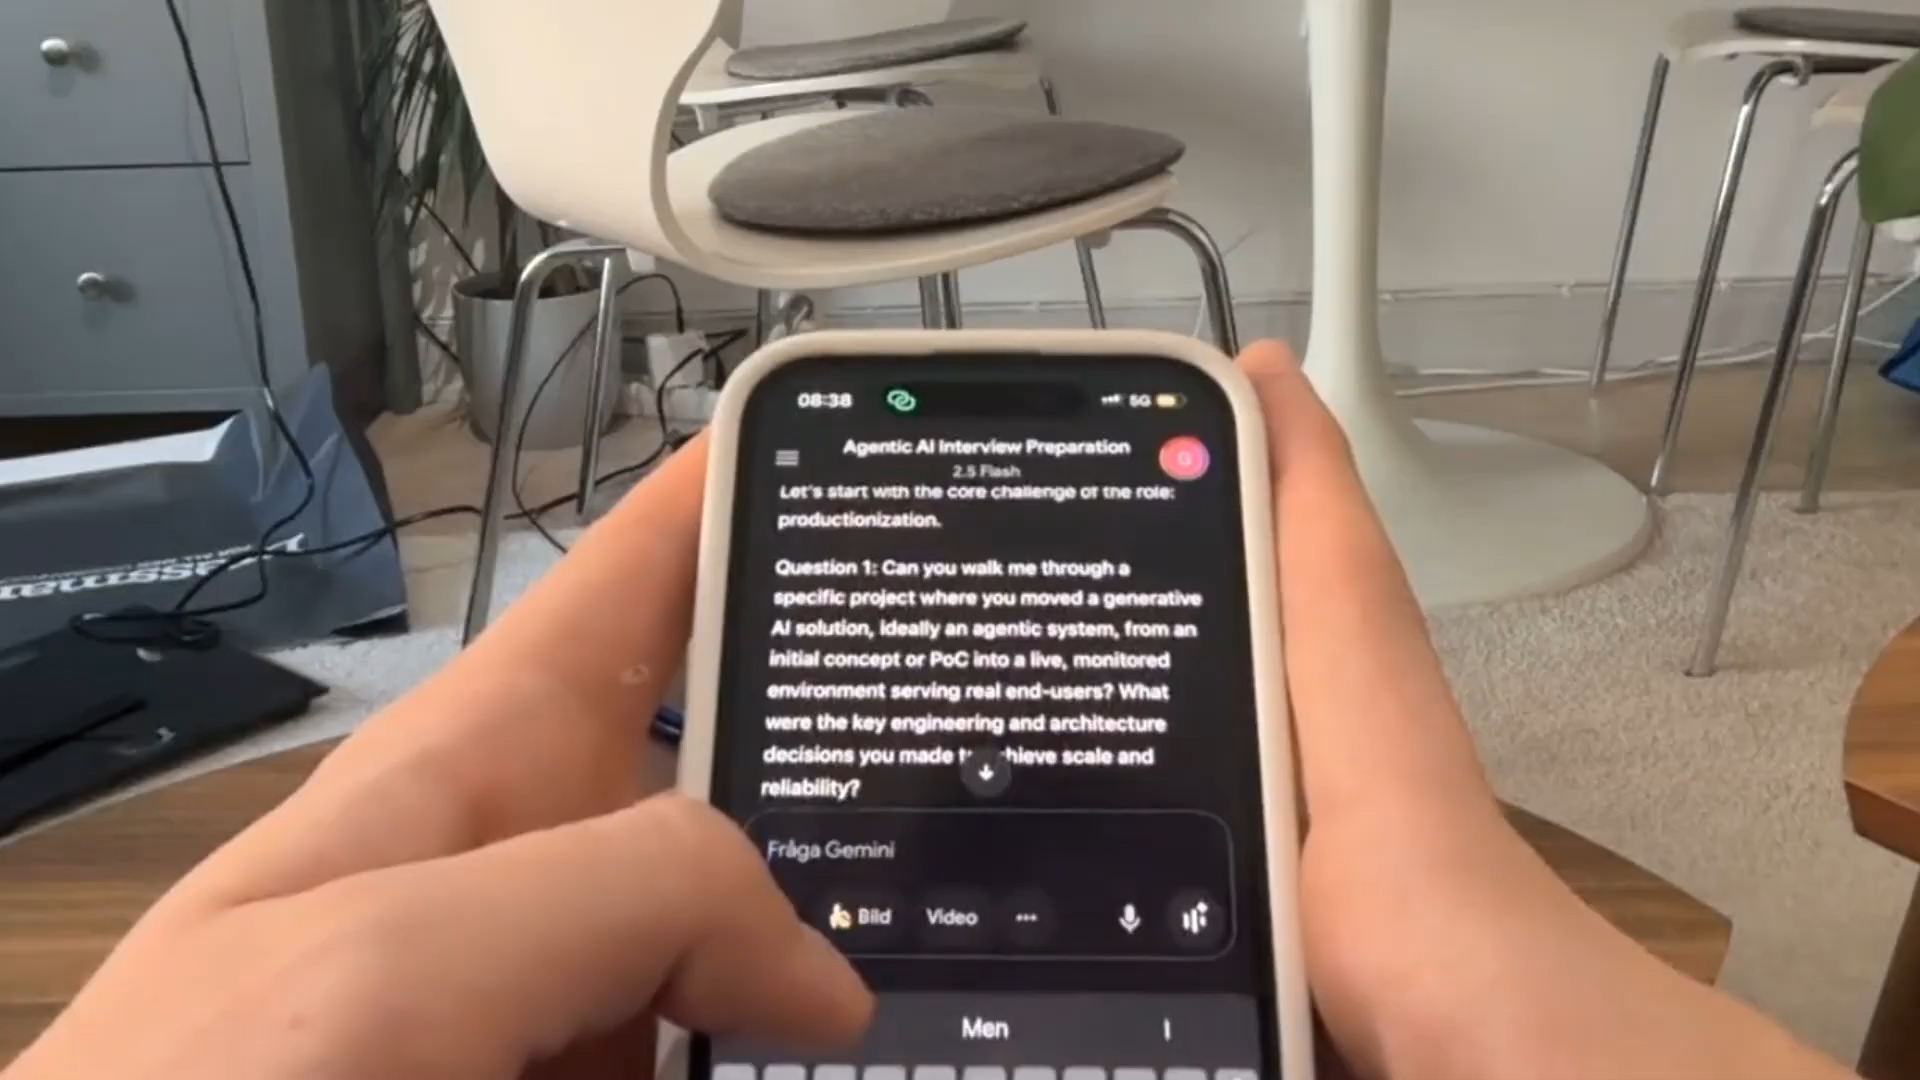 08:38
5G
Agentic AI Interview Preparation
2.5 Flash
G
Let's start with the core challenge of the role:
productionization.
Question 1: Can you walk me through a
specific project where you moved a generative
AI solution, ideally an agentic system, from an
initial concept or PoC into a live, monitored
environment serving real end-users? What
were the key engineering and architecture
decisions you made scale and
reliability?
Fråga Gemini
Bild Video
Men I